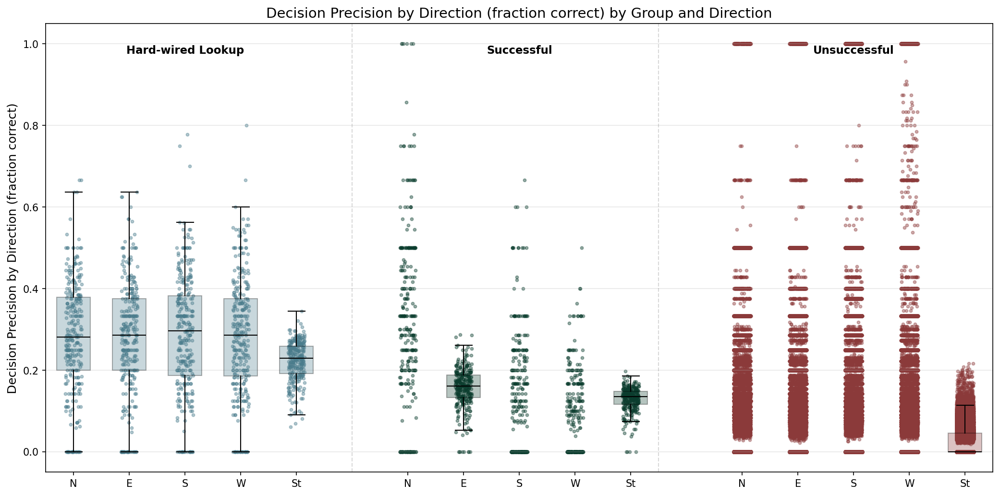 Decision Precision by Direction (fraction correct) by Group and Direction
Decision Precision by Direction (fraction correct)
1.0
0.8
0.6
0.4
0.2
0.0
Hard-wired Lookup
Successful
Unsuccessful
N E S W St N E S W St N E S W St